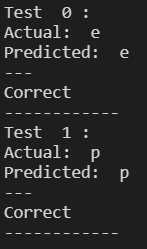 Test  0 :
Actual:  e
Predicted:  e
---
Correct
------------
Test  1 :
Actual:  p
Predicted:  p
---
Correct
------------